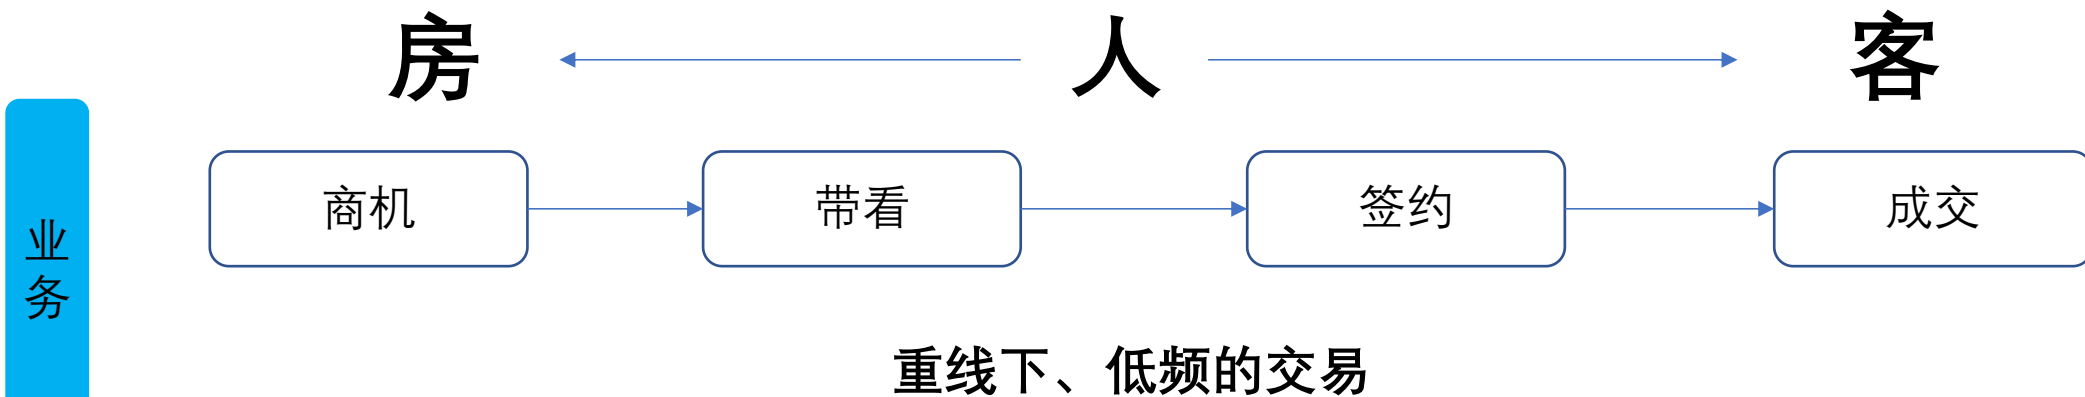 房 人 客
商机 带看 签约 成交
业务
重线下、低频的交易